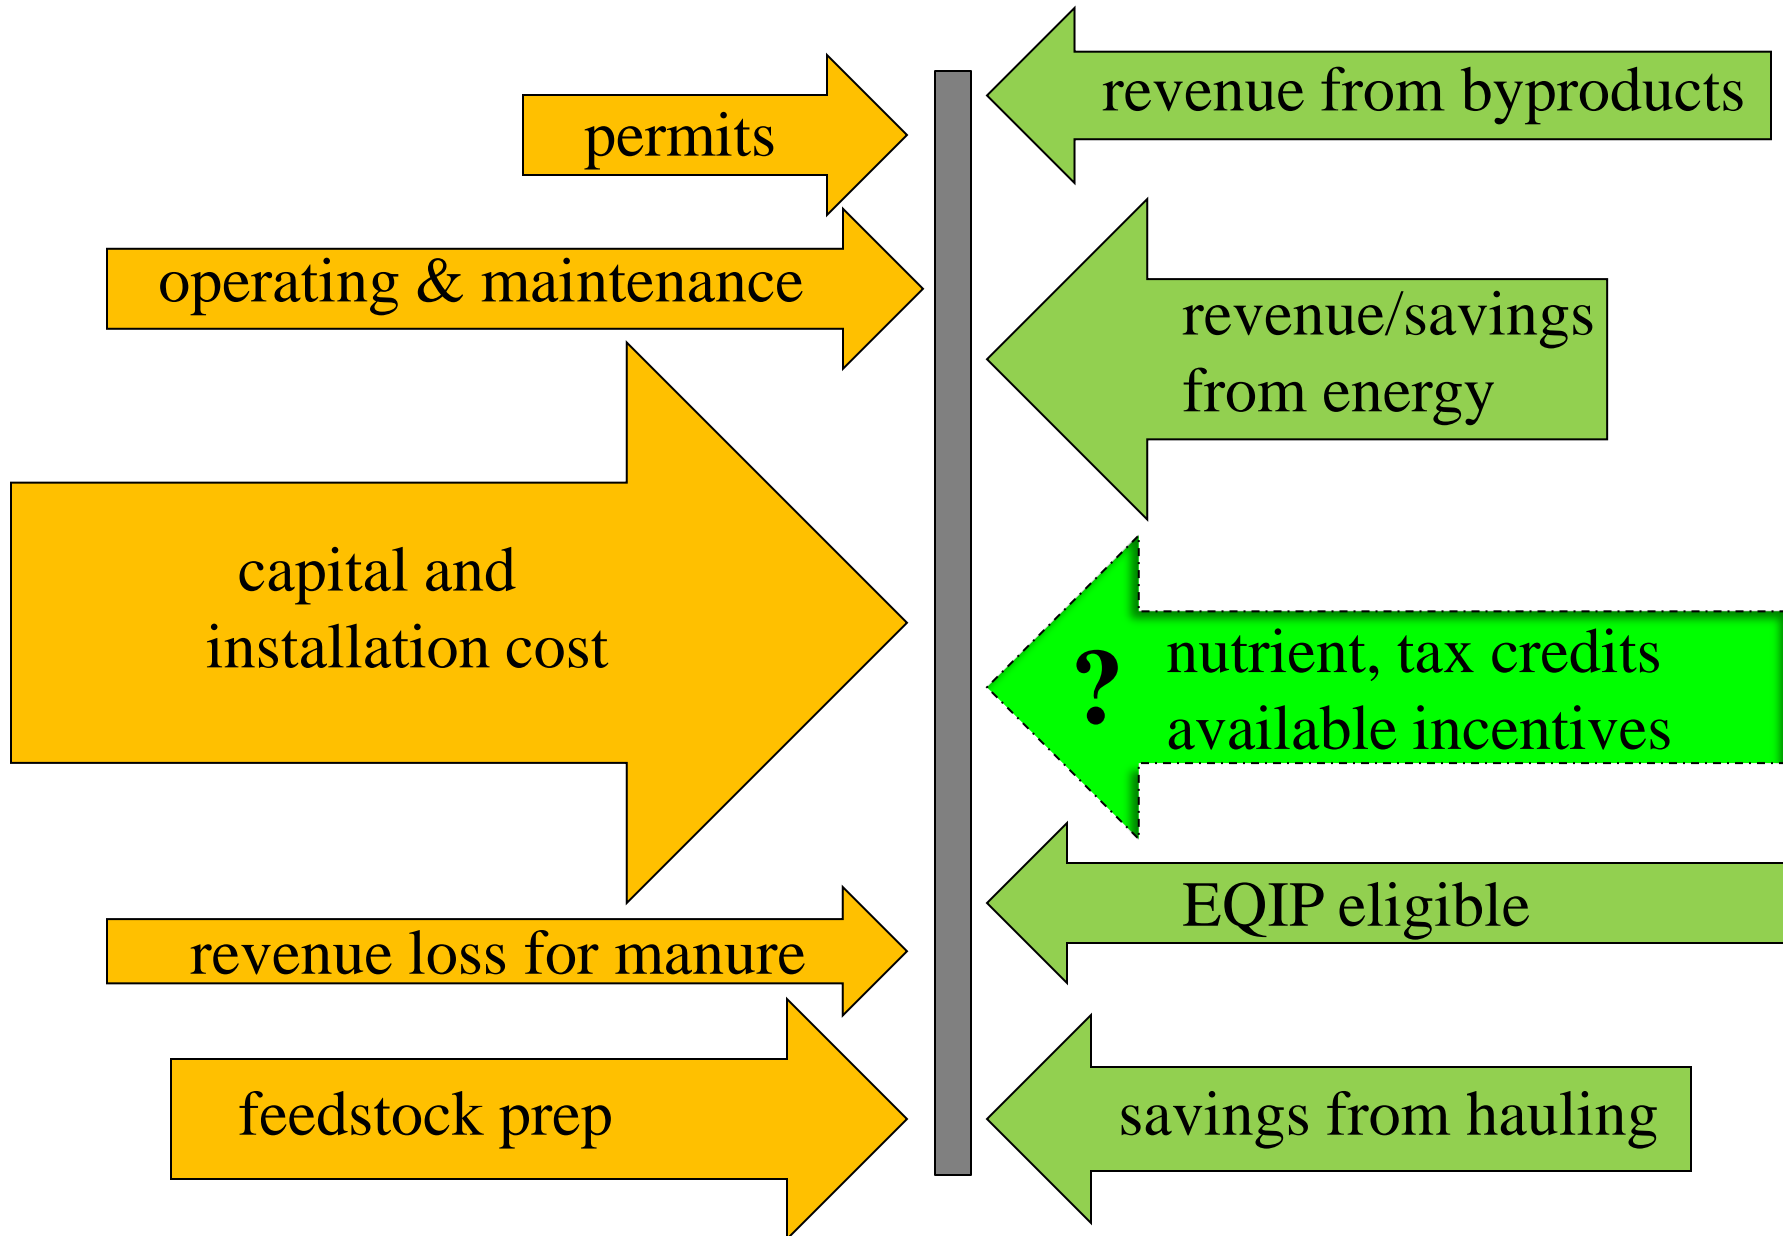 permits
operating & maintenance
capital and
installation cost
revenue loss for manure
feedstock prep
revenue from byproducts
revenue/savings
from energy
?
nutrient, tax credits
available incentives
EQIP eligible
savings from hauling